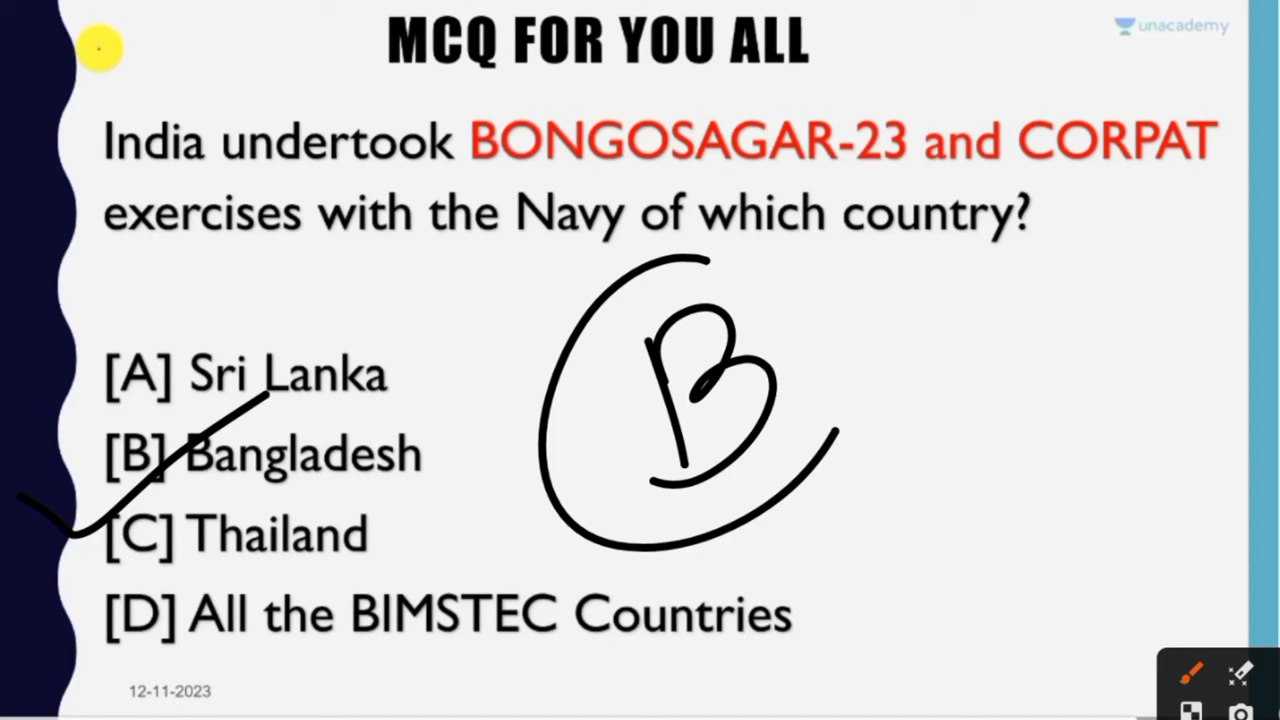 MCQ FOR YOU ALL
unacademy
India undertook BONGOSAGAR-23 and CORPAT
exercises with the Navy of which country?
B
[A] Sri Lanka
[B] Bangladesh
[C] Thailand
[D] All the BIMSTEC Countries
12-11-2023